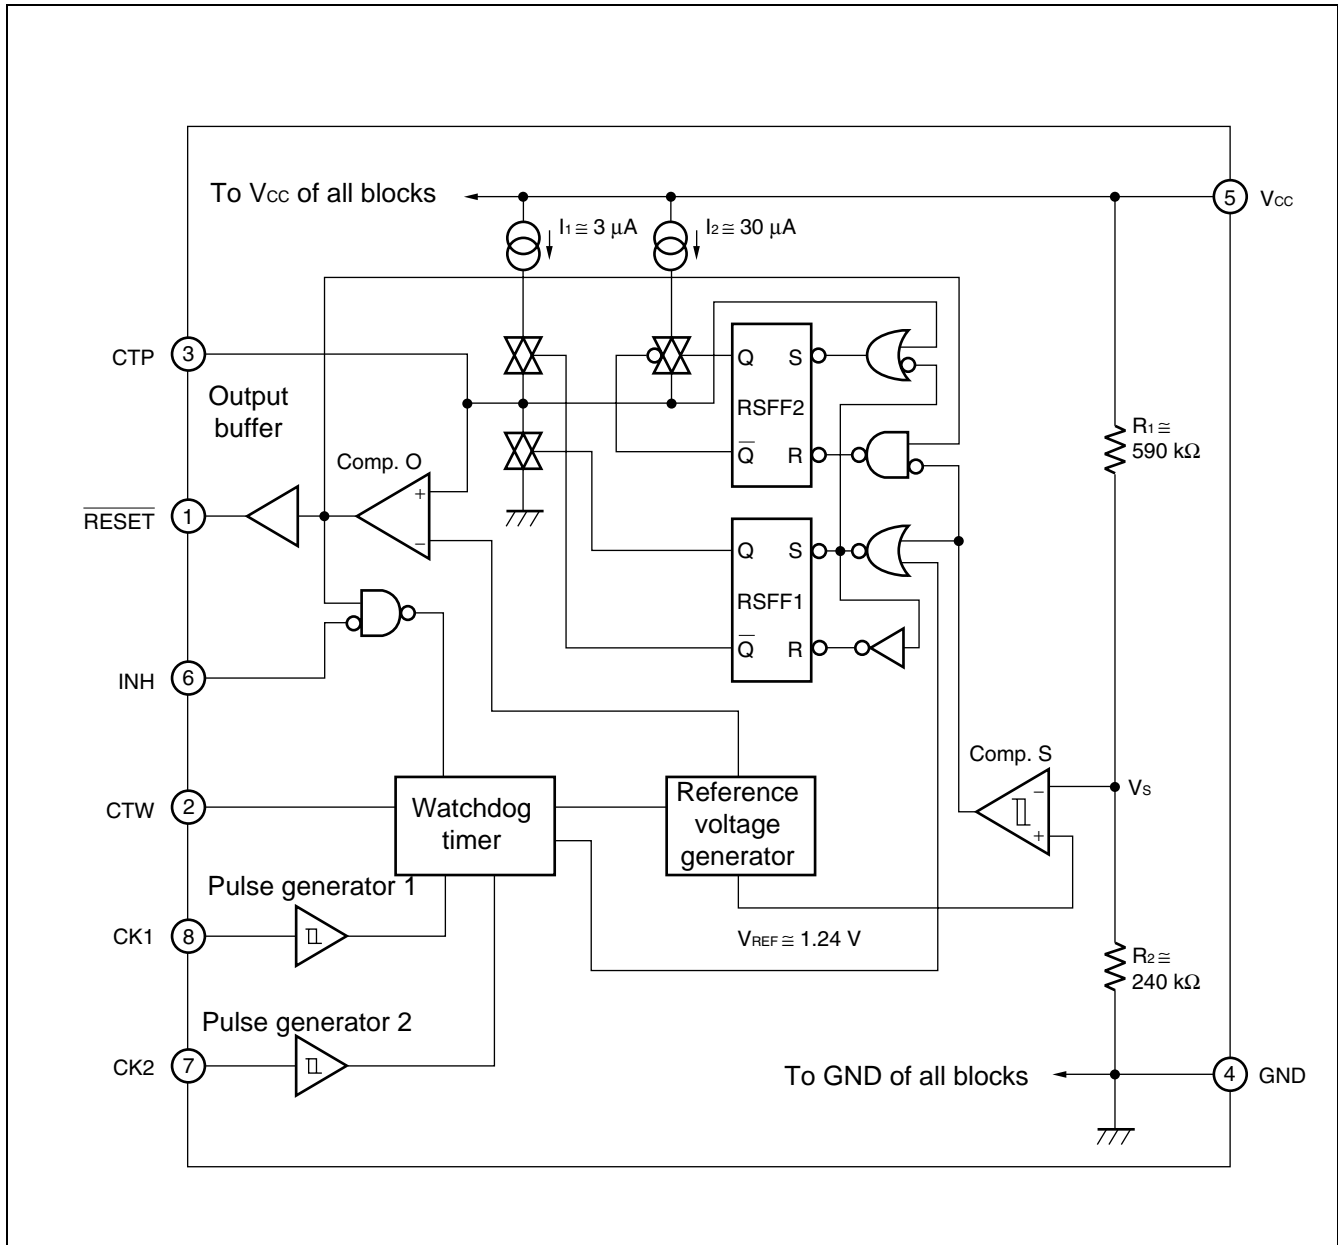 To VCC of all blocks
5
VCC
I1 ≅ 3 μA
I2 ≅ 30 μA
CTP
3
Output
buffer
Q
S
RSFF2
Q̅
R
R1 ≅
590 kΩ
Comp. O
+
−
R̅E̅S̅E̅T̅
1
Q
S
RSFF1
Q̅
R
INH
6
Comp. S
−
+
VS
CTW
2
Watchdog
timer
Reference
voltage
generator
Pulse generator 1
CK1
8
VREF ≅ 1.24 V
R2 ≅
240 kΩ
Pulse generator 2
CK2
7
To GND of all blocks
4
GND